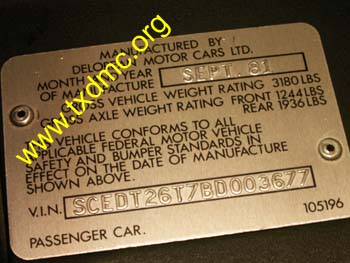 www.txdmc.org
MANUFACTURED BY:
DELOREAN MOTOR CARS LTD.
MONTH YEAR
OF MANUFACTURE SEPT. 81
GROSS VEHICLE WEIGHT RATING 3180 LBS
GROSS AXLE WEIGHT RATING FRONT 1244 LBS
REAR 1936 LBS
VEHICLE CONFORMS TO ALL
APPLICABLE FEDERAL MOTOR VEHICLE
SAFETY AND BUMPER STANDARDS IN
EFFECT ON THE DATE OF MANUFACTURE
SHOWN ABOVE.
V.I.N. SCEDT26T7BD003677
105196
PASSENGER CAR.